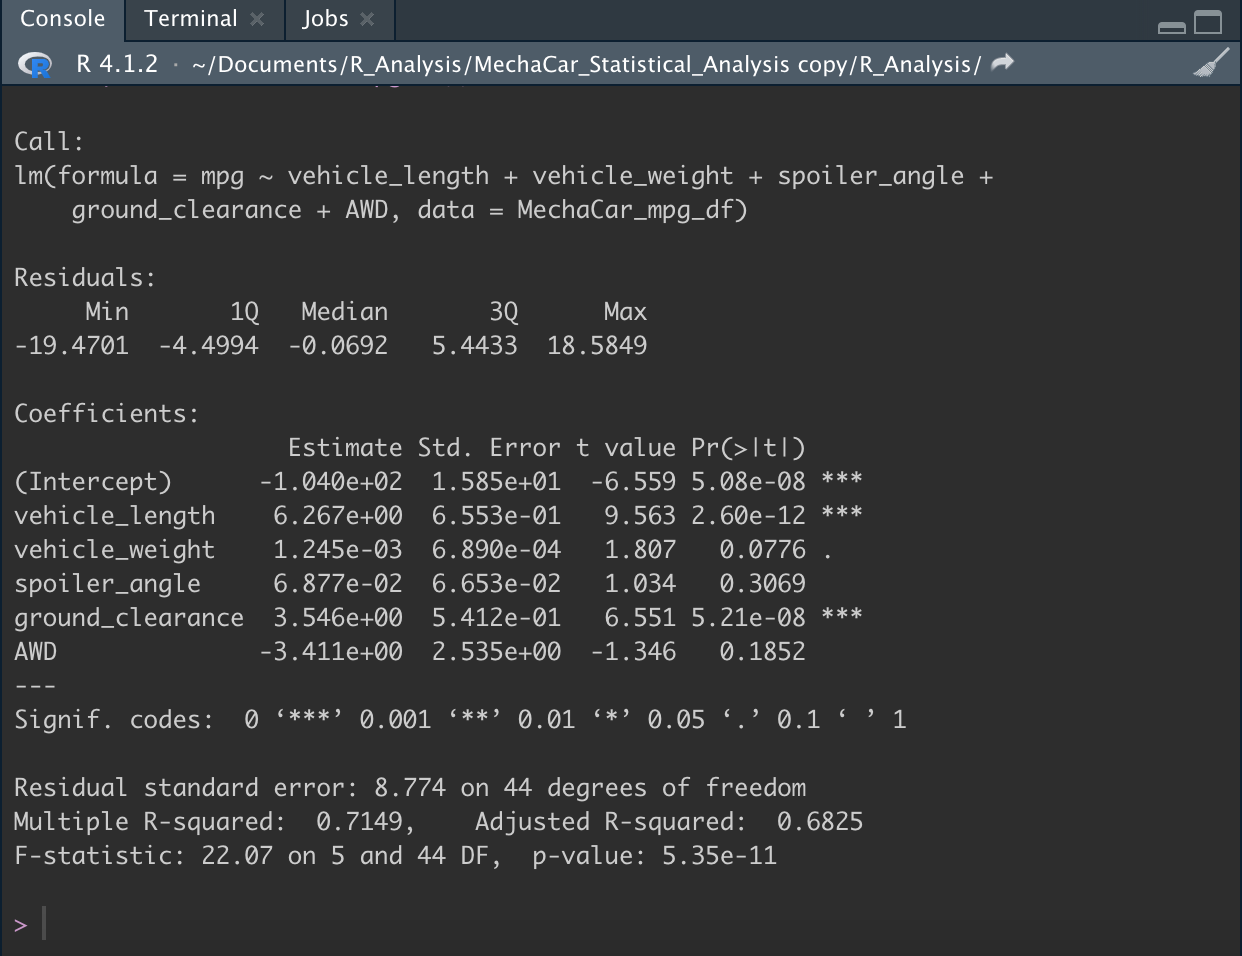 Console Terminal × Jobs ×
R R 4.1.2 · ~/Documents/R_Analysis/MechaCar_Statistical_Analysis copy/R_Analysis/
Call:
lm(formula = mpg ~ vehicle_length + vehicle_weight + spoiler_angle +
    ground_clearance + AWD, data = MechaCar_mpg_df)
Residuals:
     Min       1Q   Median       3Q      Max
-19.4701  -4.4994  -0.0692   5.4433  18.5849
Coefficients:
                   Estimate Std. Error t value Pr(>|t|)
(Intercept)      -1.040e+02  1.585e+01  -6.559 5.08e-08 ***
vehicle_length    6.267e+00  6.553e-01   9.563 2.60e-12 ***
vehicle_weight    1.245e-03  6.890e-04   1.807   0.0776 .
spoiler_angle     6.877e-02  6.653e-02   1.034   0.3069
ground_clearance  3.546e+00  5.412e-01   6.551 5.21e-08 ***
AWD              -3.411e+00  2.535e+00  -1.346   0.1852
---
Signif. codes:  0 ‘***’ 0.001 ‘**’ 0.01 ‘*’ 0.05 ‘.’ 0.1 ‘ ’ 1
Residual standard error: 8.774 on 44 degrees of freedom
Multiple R-squared:  0.7149,    Adjusted R-squared:  0.6825
F-statistic: 22.07 on 5 and 44 DF,  p-value: 5.35e-11
>